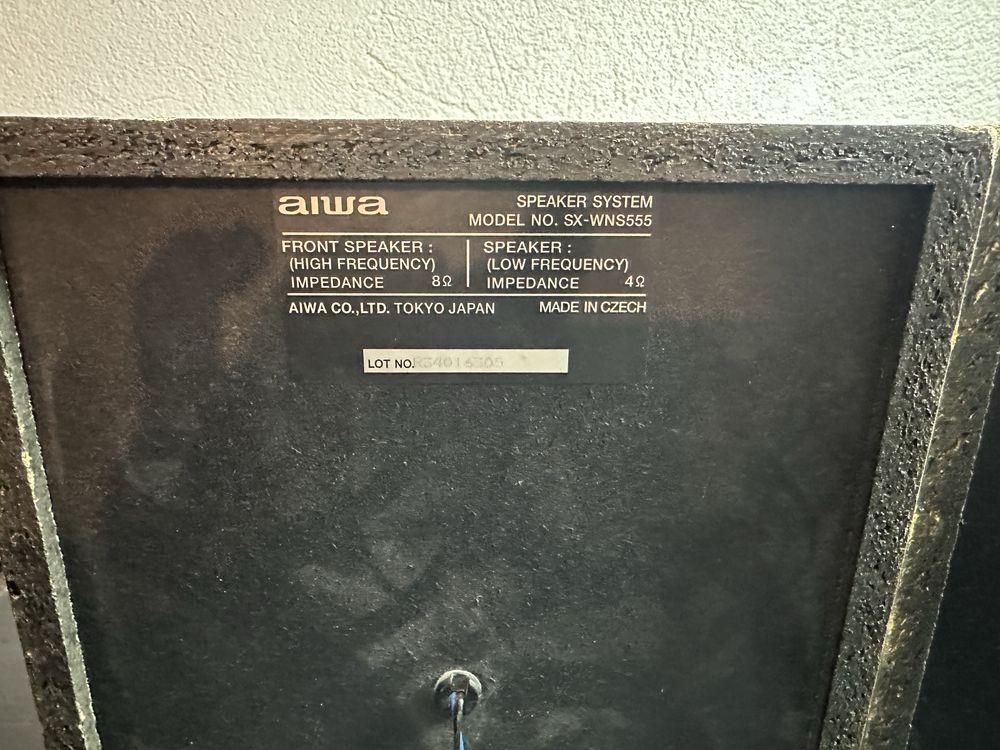 aiwa
SPEAKER SYSTEM
MODEL NO. SX-WNS555
FRONT SPEAKER :
(HIGH FREQUENCY)
IMPEDANCE 8Ω
SPEAKER :
(LOW FREQUENCY)
IMPEDANCE 4Ω
AIWA CO.,LTD. TOKYO JAPAN MADE IN CZECH
LOT NO.